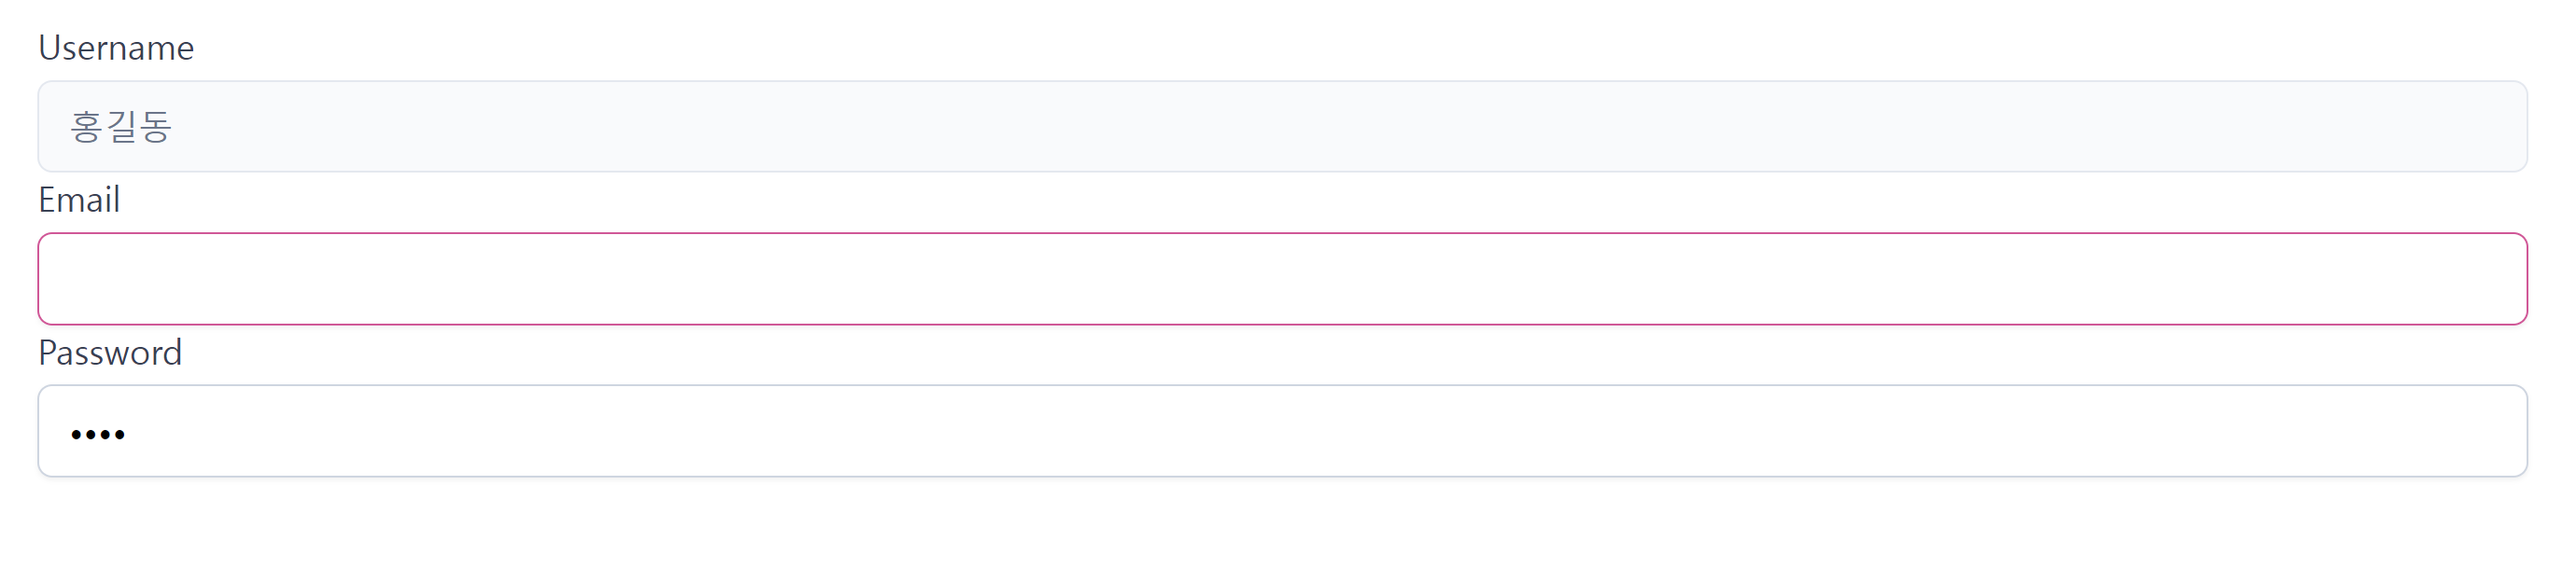 Username
홍길동
Email
Password
••••